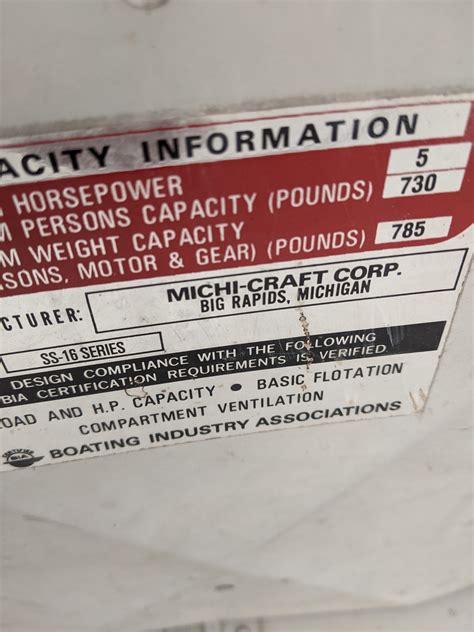 ACITY INFORMATION
HORSEPOWER 5
M PERSONS CAPACITY (POUNDS) 730
M WEIGHT CAPACITY
SONS, MOTOR & GEAR) (POUNDS) 785
MICHI-CRAFT CORP.
CTURER: BIG RAPIDS, MICHIGAN
SS-16 SERIES
DESIGN COMPLIANCE WITH THE FOLLOWING
BIA CERTIFICATION REQUIREMENTS IS VERIFIED
OAD AND H.P. CAPACITY • BASIC FLOTATION
COMPARTMENT VENTILATION
BOATING INDUSTRY ASSOCIATIONS